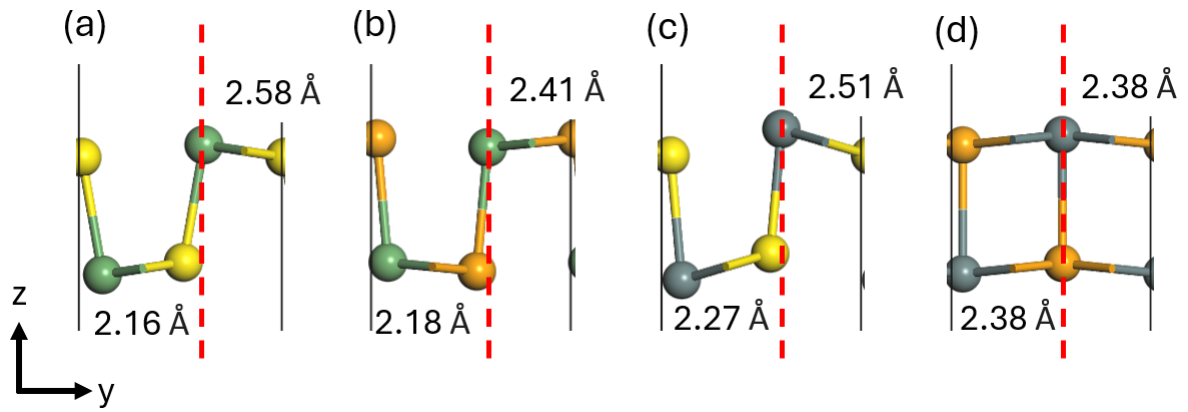 (a)
(b)
(c)
(d)
2.58 Å
2.41 Å
2.51 Å
2.38 Å
2.16 Å
2.18 Å
2.27 Å
2.38 Å
z
y